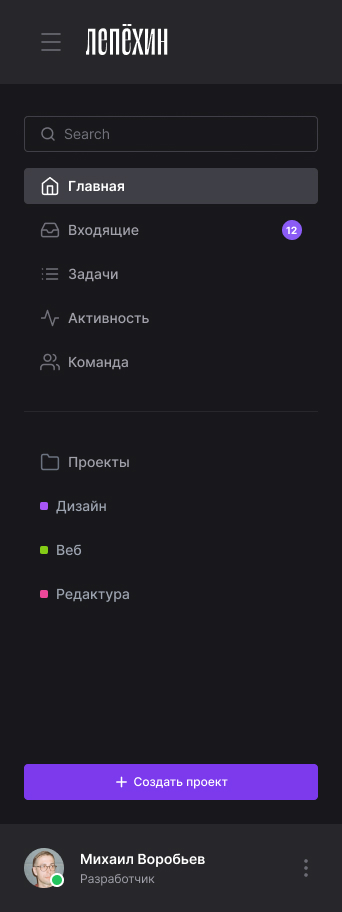 лепёхин
Search
Главная
Входящие
12
Задачи
Активность
Команда
Проекты
Дизайн
Веб
Редактура
+ Создать проект
Михаил Воробьев
Разработчик